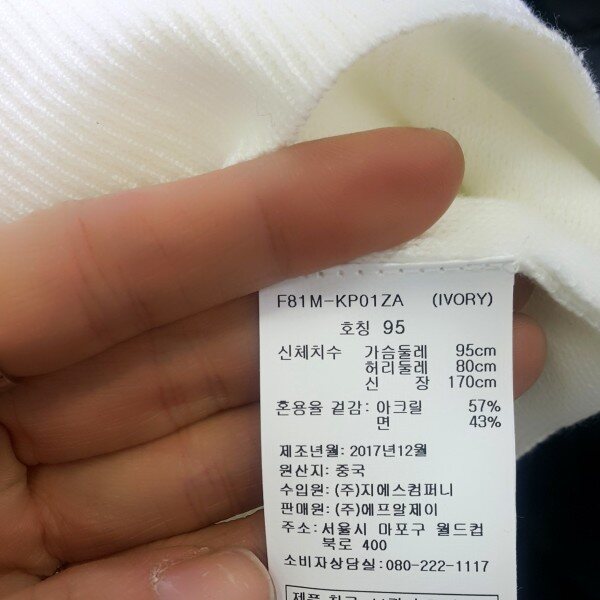 F81M-KP01ZA (IVORY)
호칭 95
신체치수 가슴둘레 95cm
허리둘레 80cm
신 장 170cm
혼용율 겉감: 아크릴 57%
면 43%
제조년월: 2017년12월
원산지: 중국
수입원: (주)지에스컴퍼니
판매원: (주)에프알제이
주소: 서울시 마포구 월드컵
북로 400
소비자상담실: 080-222-1117